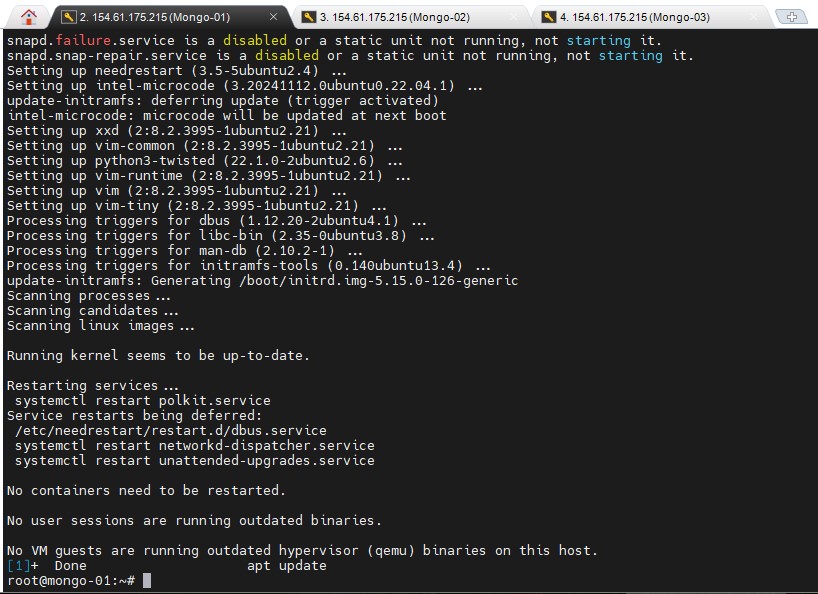 2. 154.61.175.215 (Mongo-01)
3. 154.61.175.215 (Mongo-02)
4. 154.61.175.215 (Mongo-03)
snapd.failure.service is a disabled or a static unit not running, not starting it.
snapd.snap-repair.service is a disabled or a static unit not running, not starting it.
Setting up needrestart (3.5-5ubuntu2.4) ...
Setting up intel-microcode (3.20241112.0ubuntu0.22.04.1) ...
update-initramfs: deferring update (trigger activated)
intel-microcode: microcode will be updated at next boot
Setting up xxd (2:8.2.3995-1ubuntu2.21) ...
Setting up vim-common (2:8.2.3995-1ubuntu2.21) ...
Setting up python3-twisted (22.1.0-2ubuntu2.6) ...
Setting up vim-runtime (2:8.2.3995-1ubuntu2.21) ...
Setting up vim (2:8.2.3995-1ubuntu2.21) ...
Setting up vim-tiny (2:8.2.3995-1ubuntu2.21) ...
Processing triggers for dbus (1.12.20-2ubuntu4.1) ...
Processing triggers for libc-bin (2.35-0ubuntu3.8) ...
Processing triggers for man-db (2.10.2-1) ...
Processing triggers for initramfs-tools (0.140ubuntu13.4) ...
update-initramfs: Generating /boot/initrd.img-5.15.0-126-generic
Scanning processes...
Scanning candidates...
Scanning linux images...
Running kernel seems to be up-to-date.
Restarting services...
systemctl restart polkit.service
Service restarts being deferred:
/etc/needrestart/restart.d/dbus.service
systemctl restart networkd-dispatcher.service
systemctl restart unattended-upgrades.service
No containers need to be restarted.
No user sessions are running outdated binaries.
No VM guests are running outdated hypervisor (qemu) binaries on this host.
[1]+  Done                    apt update
root@mongo-01:~#